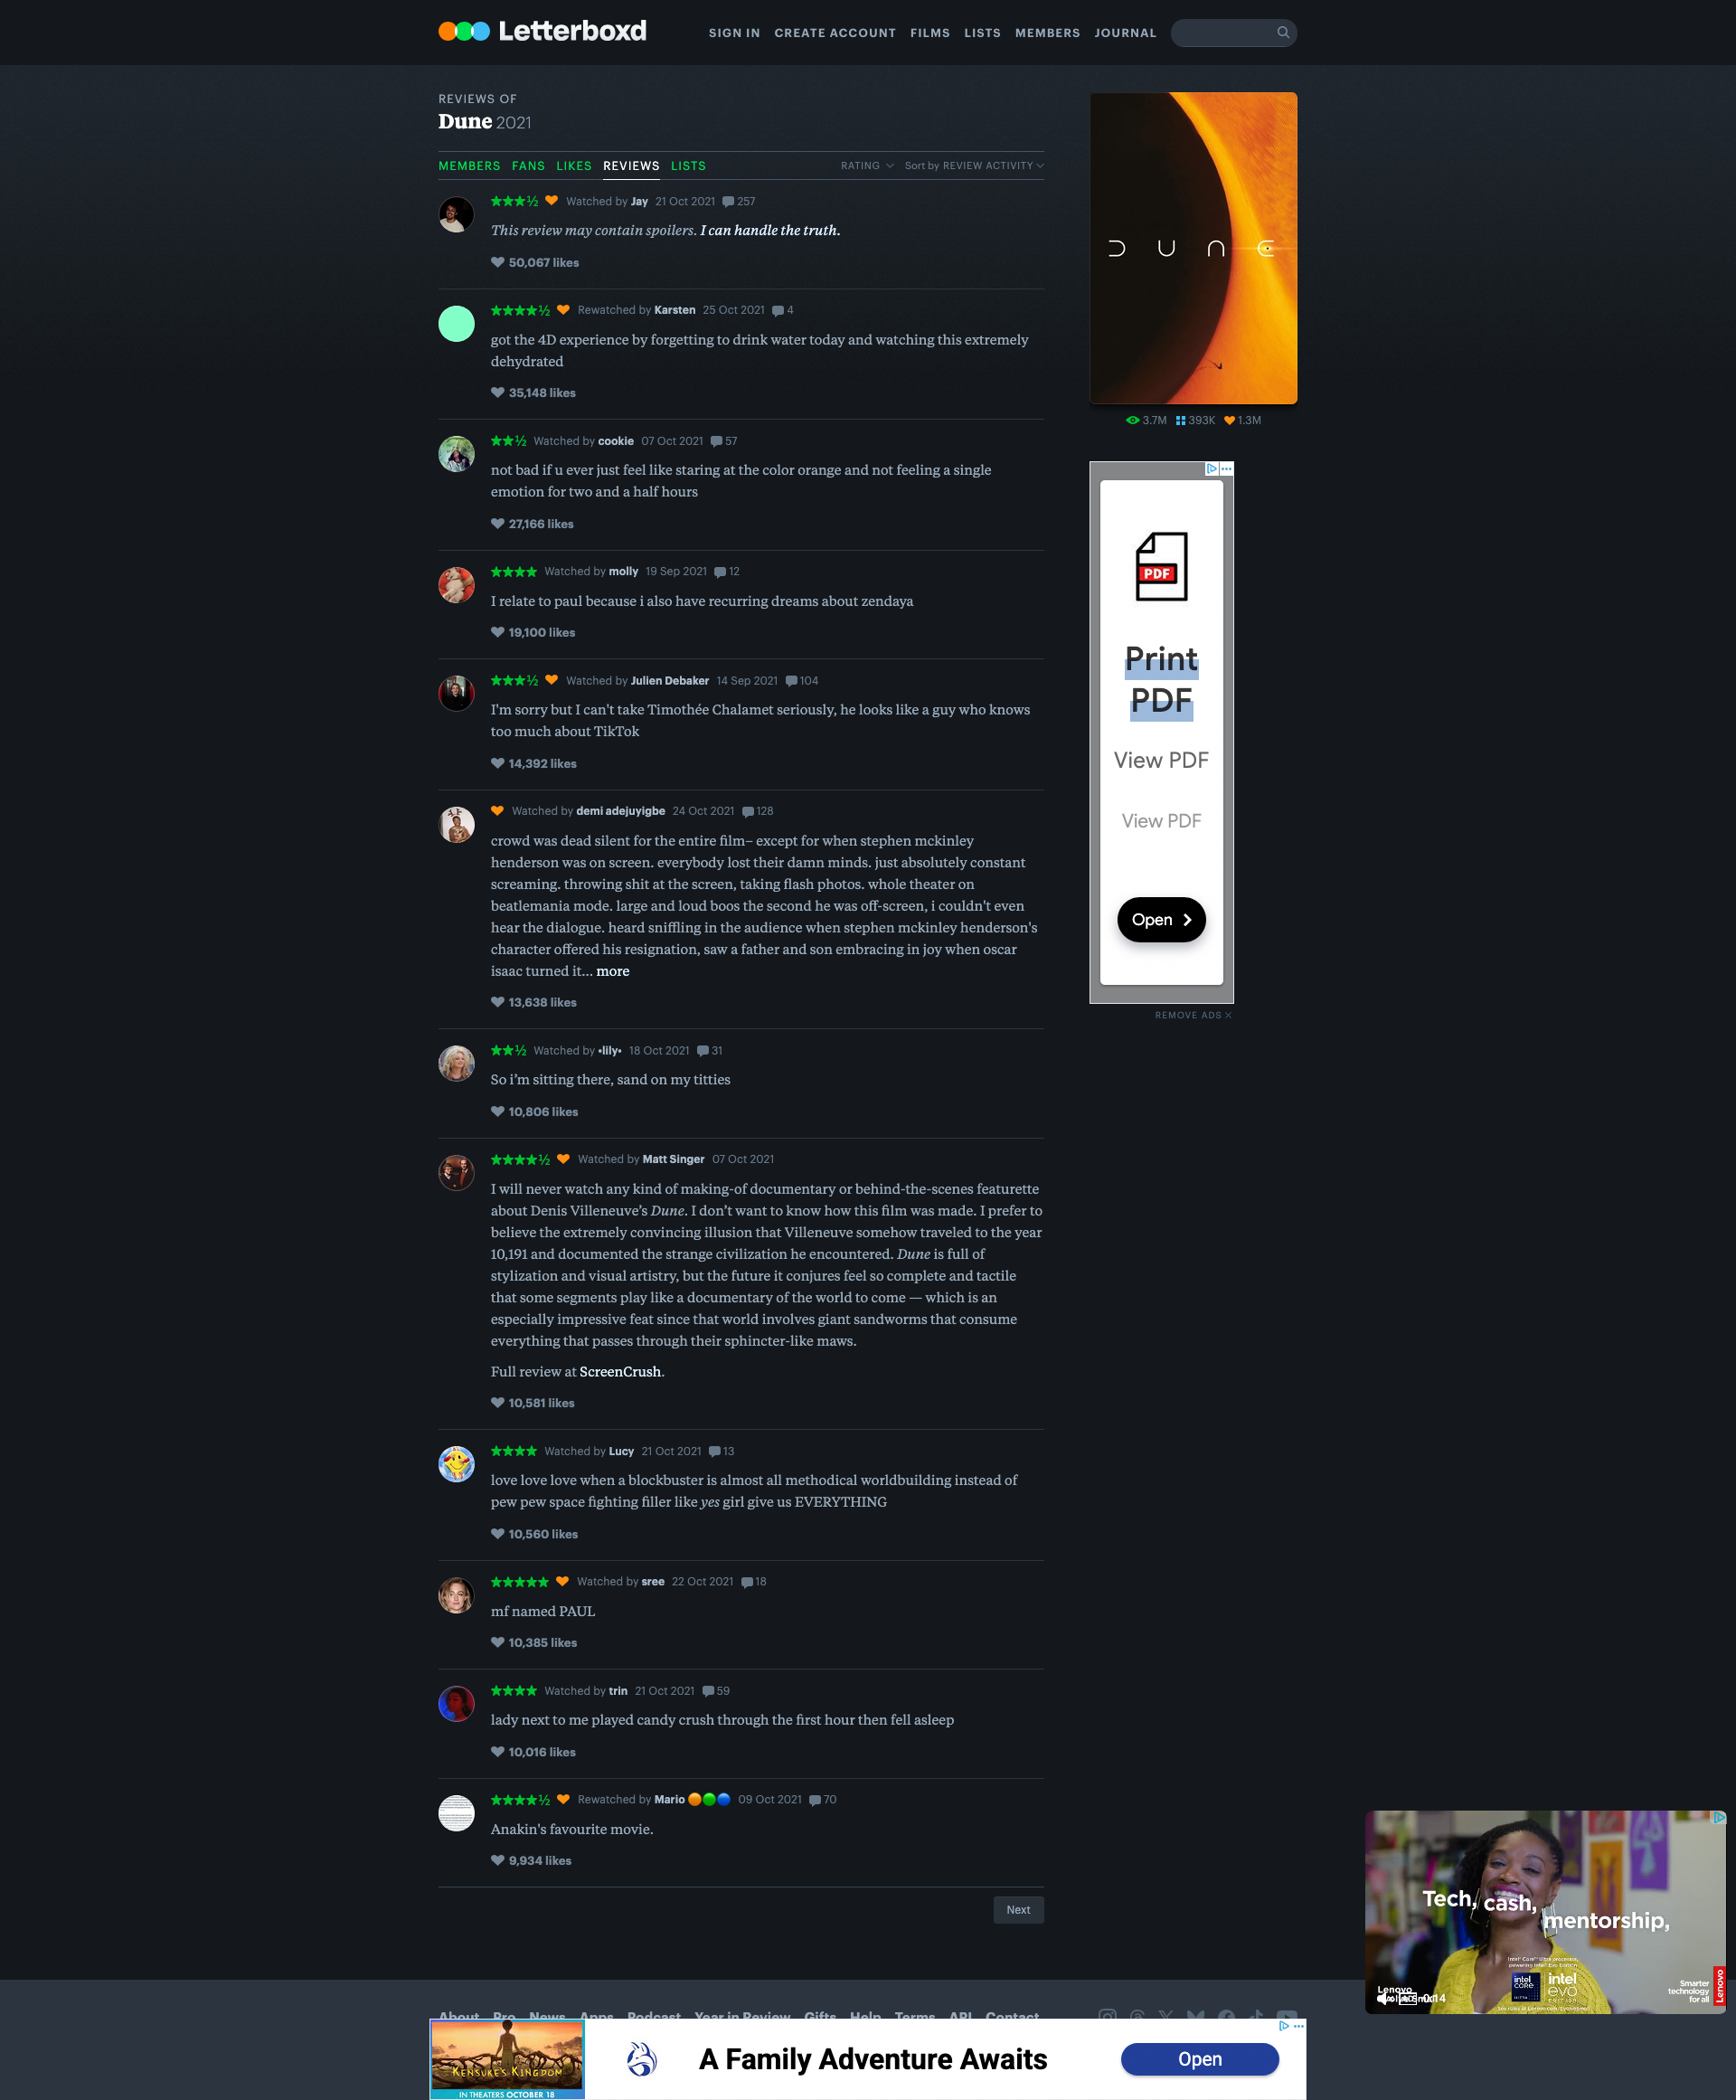 Letterboxd
SIGN IN CREATE ACCOUNT FILMS LISTS MEMBERS JOURNAL
REVIEWS OF
Dune 2021
MEMBERS FANS LIKES REVIEWS LISTS
RATING Sort by REVIEW ACTIVITY
★★★½ Watched by Jay 21 Oct 2021 257
This review may contain spoilers. I can handle the truth.
50,067 likes
★★★★½ Rewatched by Karsten 25 Oct 2021 4
got the 4D experience by forgetting to drink water today and watching this extremely
dehydrated
35,148 likes
★★½ Watched by cookie 07 Oct 2021 57
not bad if u ever just feel like staring at the color orange and not feeling a single
emotion for two and a half hours
27,166 likes
★★★★ Watched by molly 19 Sep 2021 12
I relate to paul because i also have recurring dreams about zendaya
19,100 likes
★★★½ Watched by Julien Debaker 14 Sep 2021 104
I'm sorry but I can't take Timothée Chalamet seriously, he looks like a guy who knows
too much about TikTok
14,392 likes
Watched by demi adejuyigbe 24 Oct 2021 128
crowd was dead silent for the entire film– except for when stephen mckinley
henderson was on screen. everybody lost their damn minds. just absolutely constant
screaming. throwing shit at the screen, taking flash photos. whole theater on
beatlemania mode. large and loud boos the second he was off-screen, i couldn't even
hear the dialogue. heard sniffling in the audience when stephen mckinley henderson's
character offered his resignation, saw a father and son embracing in joy when oscar
isaac turned it… more
13,638 likes
★★½ Watched by •lily• 18 Oct 2021 31
So i’m sitting there, sand on my titties
10,806 likes
★★★★½ Watched by Matt Singer 07 Oct 2021
I will never watch any kind of making-of documentary or behind-the-scenes featurette
about Denis Villeneuve’s Dune. I don’t want to know how this film was made. I prefer to
believe the extremely convincing illusion that Villeneuve somehow traveled to the year
10,191 and documented the strange civilization he encountered. Dune is full of
stylization and visual artistry, but the future it conjures feel so complete and tactile
that some segments play like a documentary of the world to come — which is an
especially impressive feat since that world involves giant sandworms that consume
everything that passes through their sphincter-like maws.
Full review at ScreenCrush.
10,581 likes
★★★★ Watched by Lucy 21 Oct 2021 13
love love love when a blockbuster is almost all methodical worldbuilding instead of
pew pew space fighting filler like yes girl give us EVERYTHING
10,560 likes
★★★★★ Watched by sree 22 Oct 2021 18
mf named PAUL
10,385 likes
★★★★ Watched by trin 21 Oct 2021 59
lady next to me played candy crush through the first hour then fell asleep
10,016 likes
★★★★½ Rewatched by Mario 🟠🟢🔵 09 Oct 2021 70
Anakin's favourite movie.
9,934 likes
Next
DUNE
3.7M 393K 1.3M
PDF
Print
PDF
View PDF
View PDF
Open
REMOVE ADS
Tech, cash, mentorship,
intel CORE
intel evo
Lenovo
0:14
Smarter
technology
for all
Lenovo
About Pro News Apps Podcast Year in Review Gifts Help Terms API Contact
KENSUKE'S KINGDOM
IN THEATERS OCTOBER 18
A Family Adventure Awaits
Open